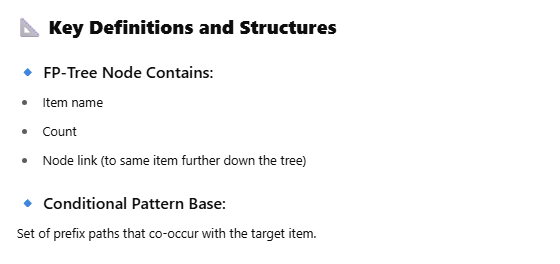 Key Definitions and Structures
FP-Tree Node Contains:
Item name
Count
Node link (to same item further down the tree)
Conditional Pattern Base:
Set of prefix paths that co-occur with the target item.